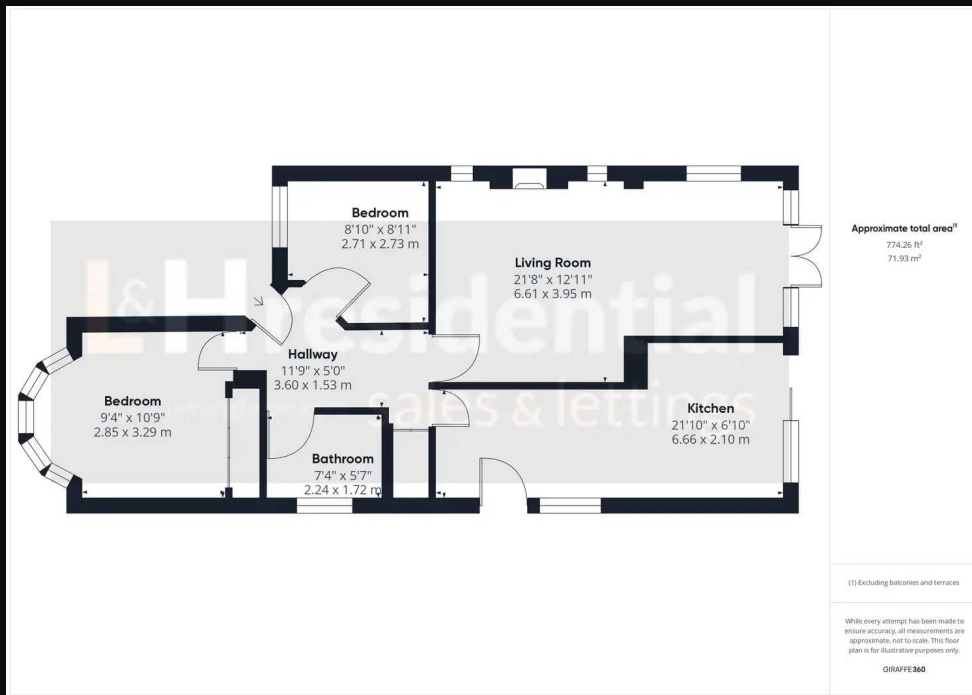 Bedroom
8'10" x 8'11"
2.71 x 2.73 m
Living Room
21'8" x 12'11"
6.61 x 3.95 m
L&H residential
sales & lettings
Hallway
11'9" x 5'0"
3.60 x 1.53 m
Bedroom
9'4" x 10'9"
2.85 x 3.29 m
Kitchen
21'10" x 6'10"
6.66 x 2.10 m
Bathroom
7'4" x 5'7"
2.24 x 1.72 m
Approximate total area⁽¹⁾
774.26 ft²
71.93 m²
(1) Excluding balconies and terraces
While every attempt has been made to
ensure accuracy, all measurements are
approximate, not to scale. This floor
plan is for illustrative purposes only.
GIRAFFE360